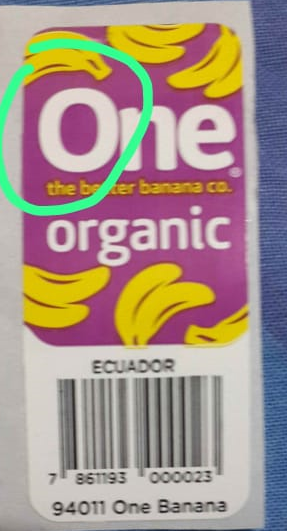 One®
the better banana co.
organic
ECUADOR
7 861193 000023
94011 One Banana